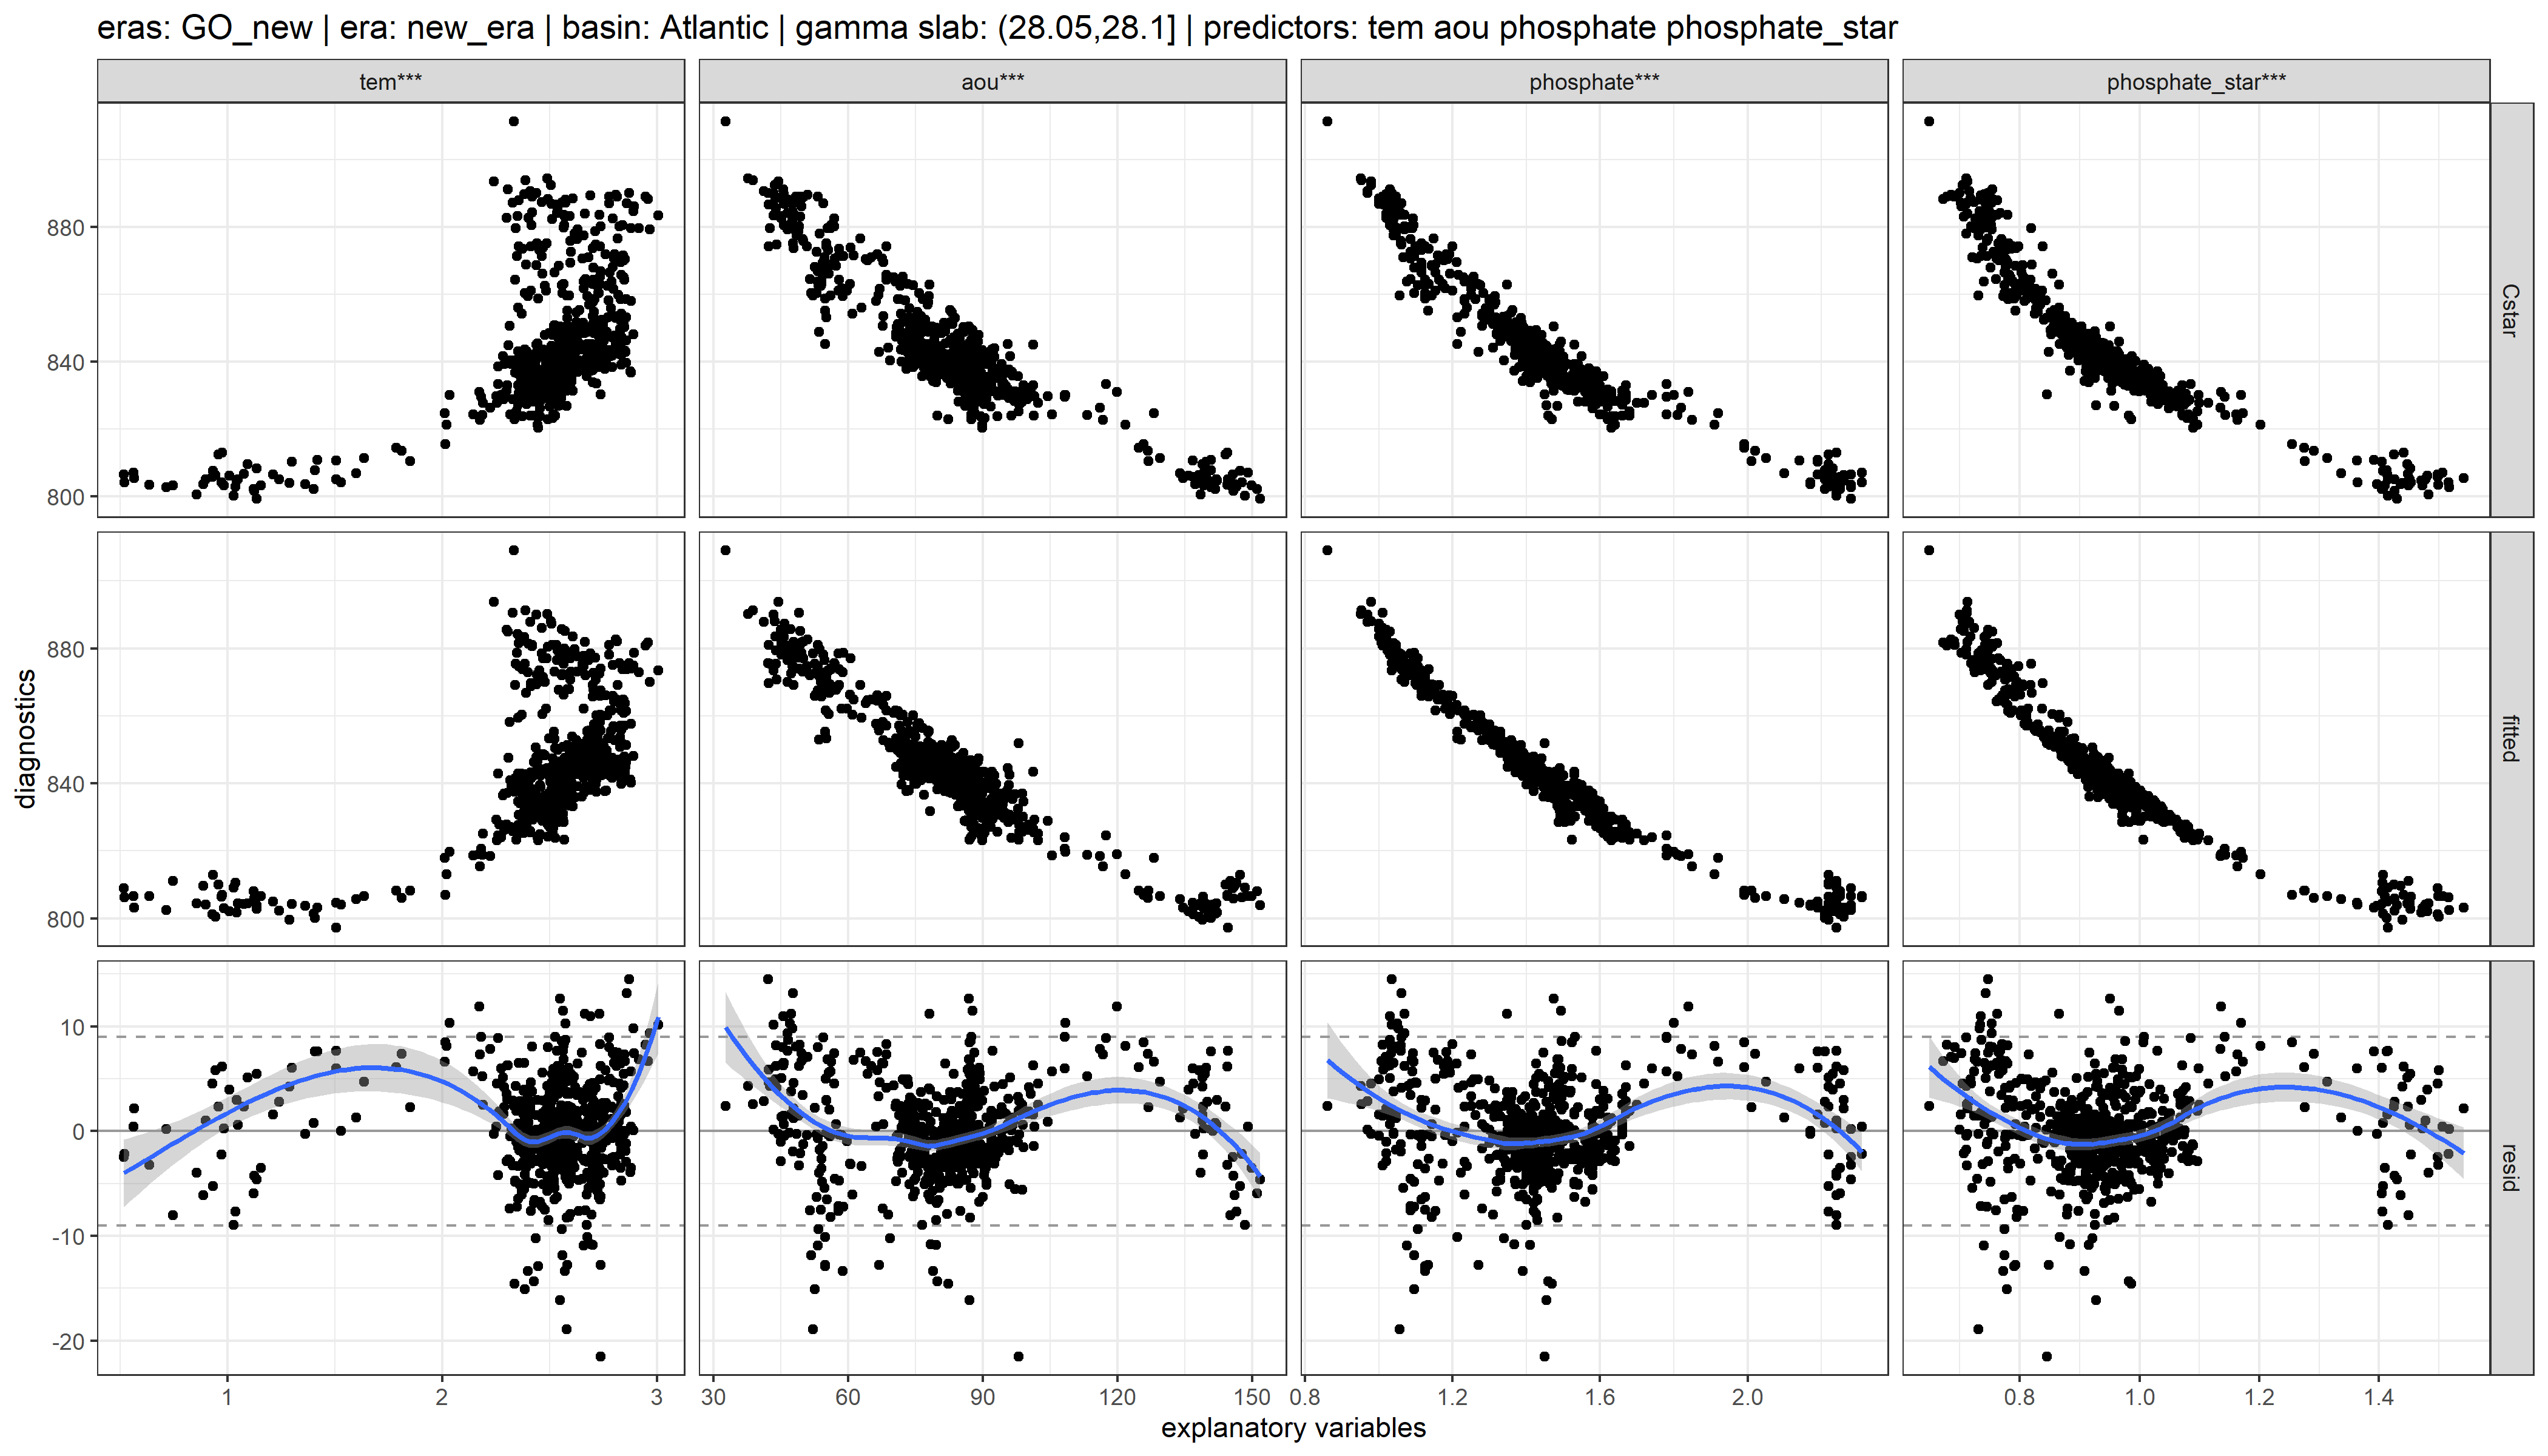 eras: GO_new | era: new_era | basin: Atlantic | gamma slab: (28.05,28.1] | predictors: tem aou phosphate phosphate_star
tem*** aou*** phosphate*** phosphate_star***
880
840
800
Cstar
880
840
800
fitted
diagnostics
10
0
-10
-20
resid
1 2 3 30 60 90 120 150 0.8 1.2 1.6 2.0 0.8 1.0 1.2 1.4
explanatory variables